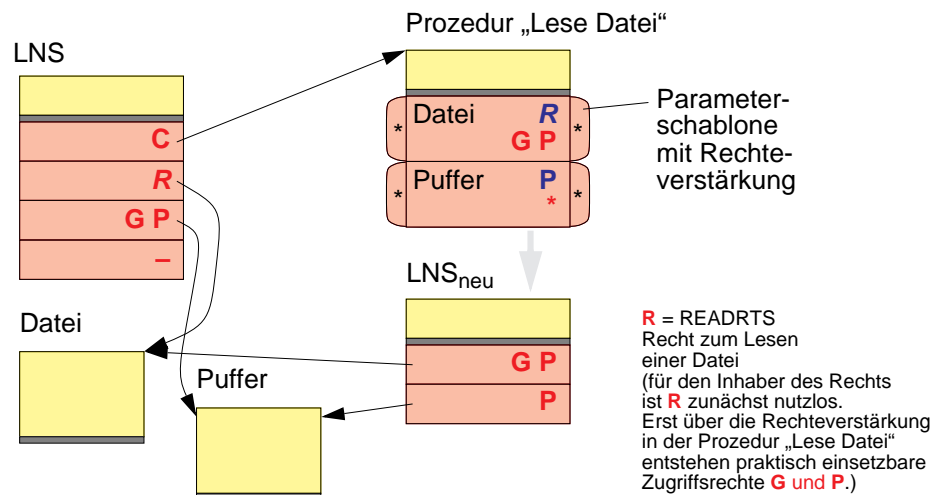 Prozedur „Lese Datei“
LNS
C
R
G P
–
* Datei R *
G P
* Puffer P *
*
Parameter-
schablone
mit Rechte-
verstärkung
LNSneu
G P
P
Datei
Puffer
R = READRTS
Recht zum Lesen
einer Datei
(für den Inhaber des Rechts
ist R zunächst nutzlos.
Erst über die Rechteverstärkung
in der Prozedur „Lese Datei“
entstehen praktisch einsetzbare
Zugriffsrechte G und P.)